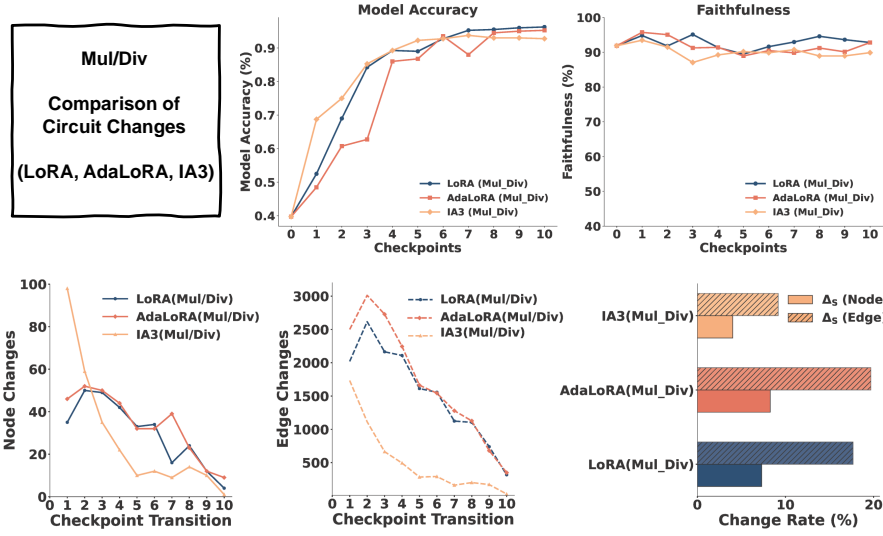 Mul/Div
Comparison of
Circuit Changes
(LoRA, AdaLoRA, IA3)
Model Accuracy
Model Accuracy (%)
0.9
0.8
0.7
0.6
0.5
0.4
LoRA (Mul_Div)
AdaLoRA (Mul_Div)
IA3 (Mul_Div)
0 1 2 3 4 5 6 7 8 9 10
Checkpoints
Faithfulness
Faithfulness (%)
100
90
80
70
60
50
40
LoRA (Mul_Div)
AdaLoRA (Mul_Div)
IA3 (Mul_Div)
0 1 2 3 4 5 6 7 8 9 10
Checkpoints
Node Changes
100
80
60
40
20
0
LoRA(Mul/Div)
AdaLoRA(Mul/Div)
IA3(Mul/Div)
0 1 2 3 4 5 6 7 8 9 10
Checkpoint Transition
Edge Changes
3000
2500
2000
1500
1000
500
LoRA(Mul/Div)
AdaLoRA(Mul/Div)
IA3(Mul/Div)
0 1 2 3 4 5 6 7 8 9 10
Checkpoint Transition
IA3(Mul_Div)
AdaLoRA(Mul_Div)
LoRA(Mul_Div)
ΔS (Node
ΔS (Edge)
0 10 20
Change Rate (%)